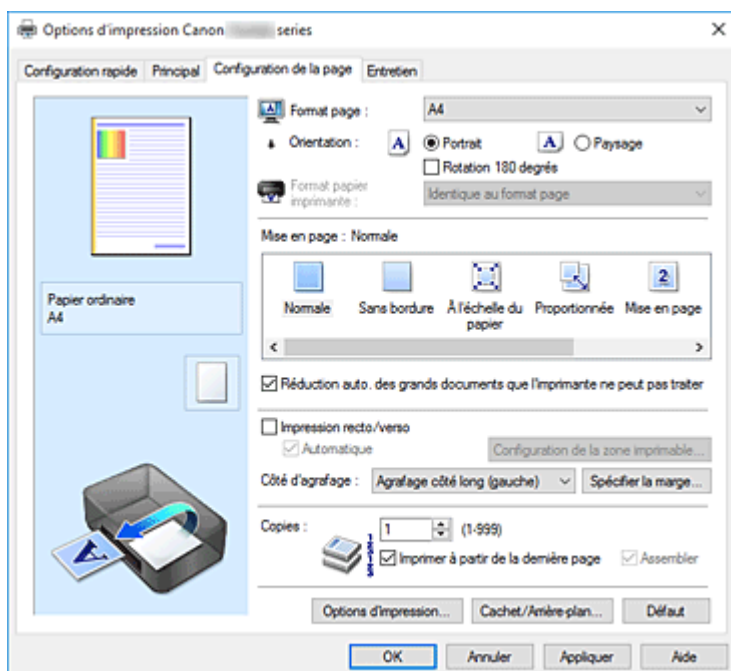 Options d'impression Canon series
Configuration rapide Principal Configuration de la page Entretien
Format page : A4
Orientation : A Portrait A Paysage
Rotation 180 degrés
Format papier imprimante : Identique au format page
Mise en page : Normale
Normale
Sans bordure
À l'échelle du papier
Proportionnée
2
Mise en page
Papier ordinaire
A4
Réduction auto. des grands documents que l'imprimante ne peut pas traiter
Impression recto/verso
Automatique Configuration de la zone imprimable...
Côté d'agrafage : Agrafage côté long (gauche) Spécifier la marge...
Copies : 1 (1-999)
Imprimer à partir de la dernière page Assembler
Options d'impression... Cachet/Arrière-plan... Défaut
OK Annuler Appliquer Aide